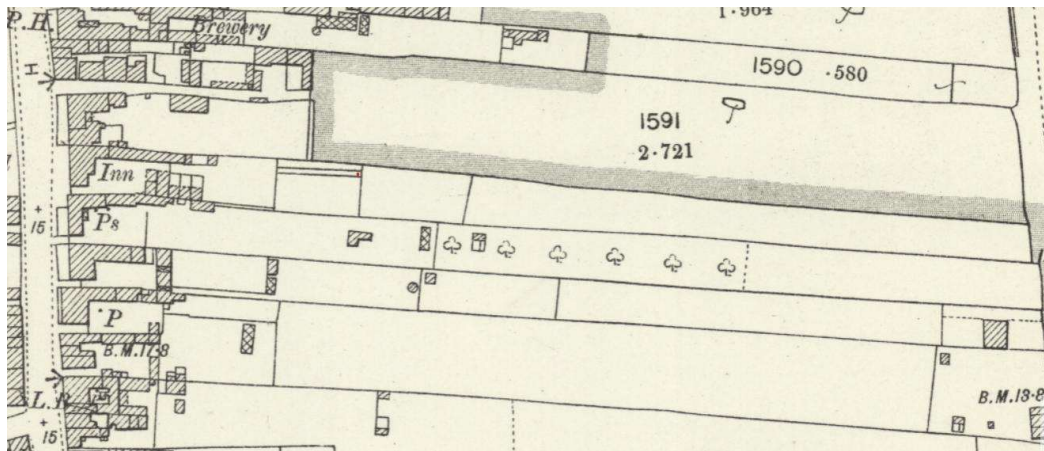 P.H.
Brewery
1·964
1590 ·580
H
1591
2·721
Inn
15
Ps
P
B.M.17·8
L.B.
15
B.M.13·8